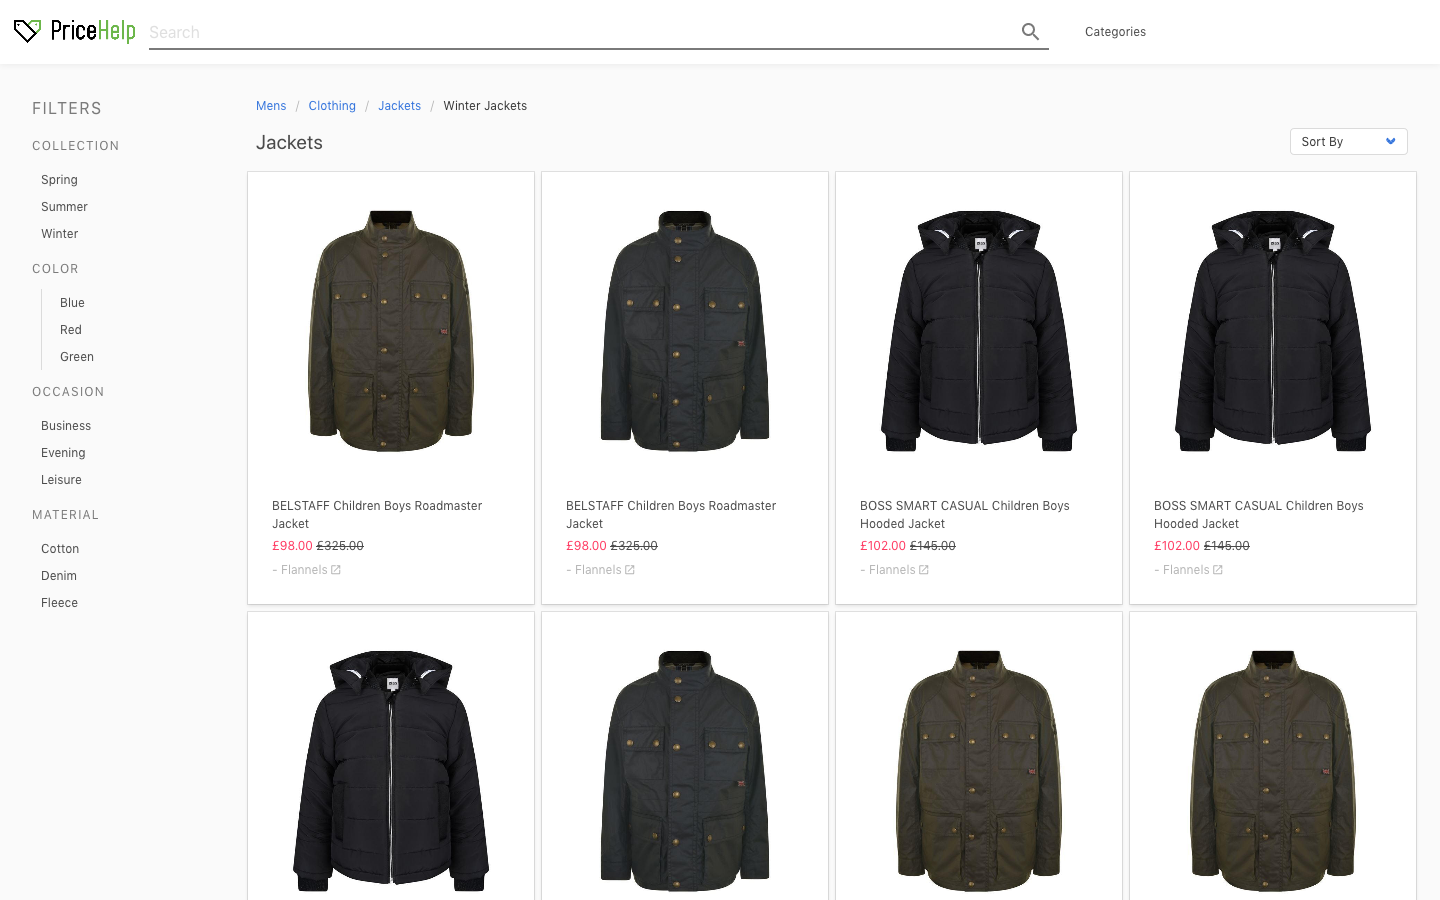 PriceHelp
Search
Categories
FILTERS
COLLECTION
Spring
Summer
Winter
COLOR
Blue
Red
Green
OCCASION
Business
Evening
Leisure
MATERIAL
Cotton
Denim
Fleece
Mens / Clothing / Jackets / Winter Jackets
Jackets
Sort By
BELSTAFF Children Boys Roadmaster
Jacket
£98.00 £325.00
- Flannels
BELSTAFF Children Boys Roadmaster
Jacket
£98.00 £325.00
- Flannels
BOSS SMART CASUAL Children Boys
Hooded Jacket
£102.00 £145.00
- Flannels
BOSS SMART CASUAL Children Boys
Hooded Jacket
£102.00 £145.00
- Flannels